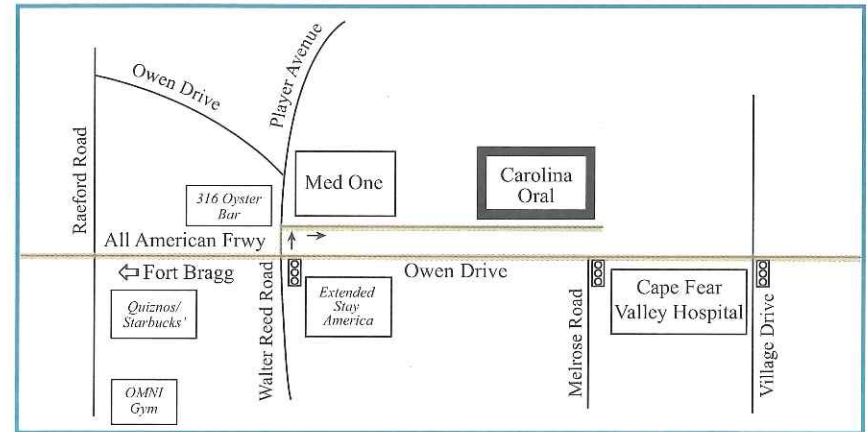 Player Avenue
Owen Drive
Raeford Road
Med One
Carolina
Oral
316 Oyster
Bar
All American Frwy
Fort Bragg
Owen Drive
Quiznos/
Starbucks'
Walter Reed Road
Extended
Stay
America
Melrose Road
Cape Fear
Valley Hospital
Village Drive
OMNI
Gym